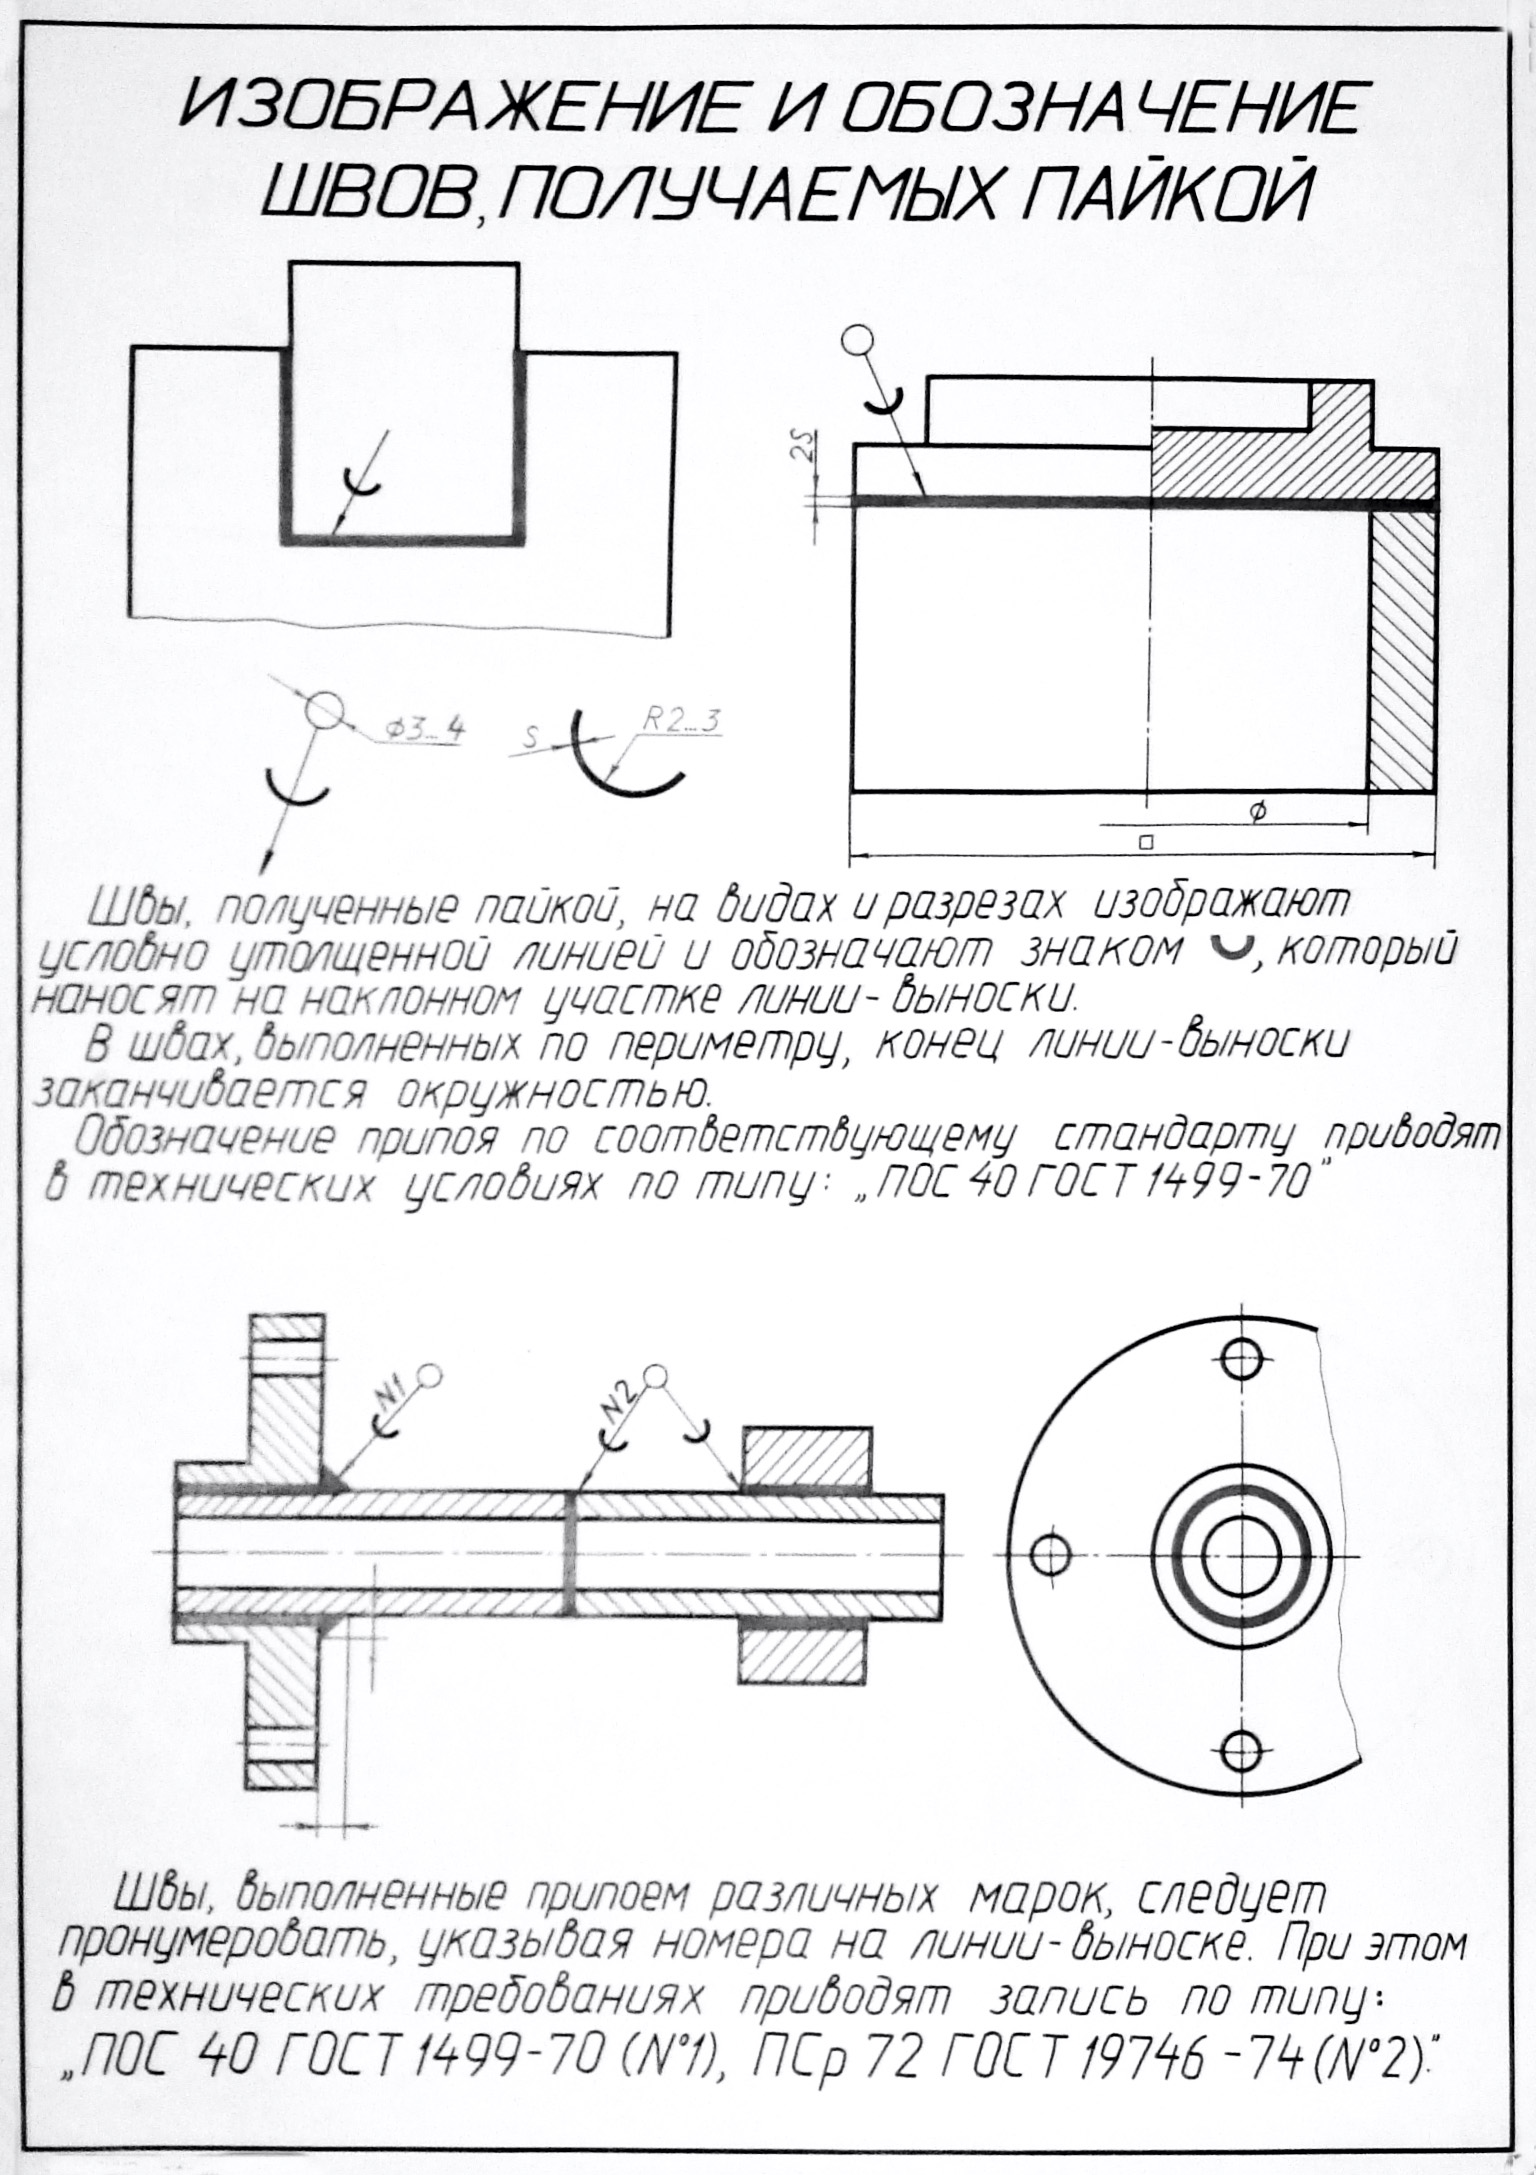 ИЗОБРАЖЕНИЕ И ОБОЗНАЧЕНИЕ
ШВОВ, ПОЛУЧАЕМЫХ ПАЙКОЙ
2S
⌀3...4
S
R2...3
⌀
□
Швы, полученные пайкой, на видах и разрезах изображают
условно утолщенной линией и обозначают знаком , который
наносят на наклонном участке линии-выноски.
В швах, выполненных по периметру, конец линии-выноски
заканчивается окружностью.
Обозначение припоя по соответствующему стандарту приводят
в технических условиях по типу: „ПОС 40 ГОСТ 1499-70"
N1
N2
Швы, выполненные припоем различных марок, следует
пронумеровать, указывая номера на линии-выноске. При этом
в технических требованиях приводят запись по типу:
„ПОС 40 ГОСТ 1499-70 (N°1), ПСр 72 ГОСТ 19746-74 (N°2)."